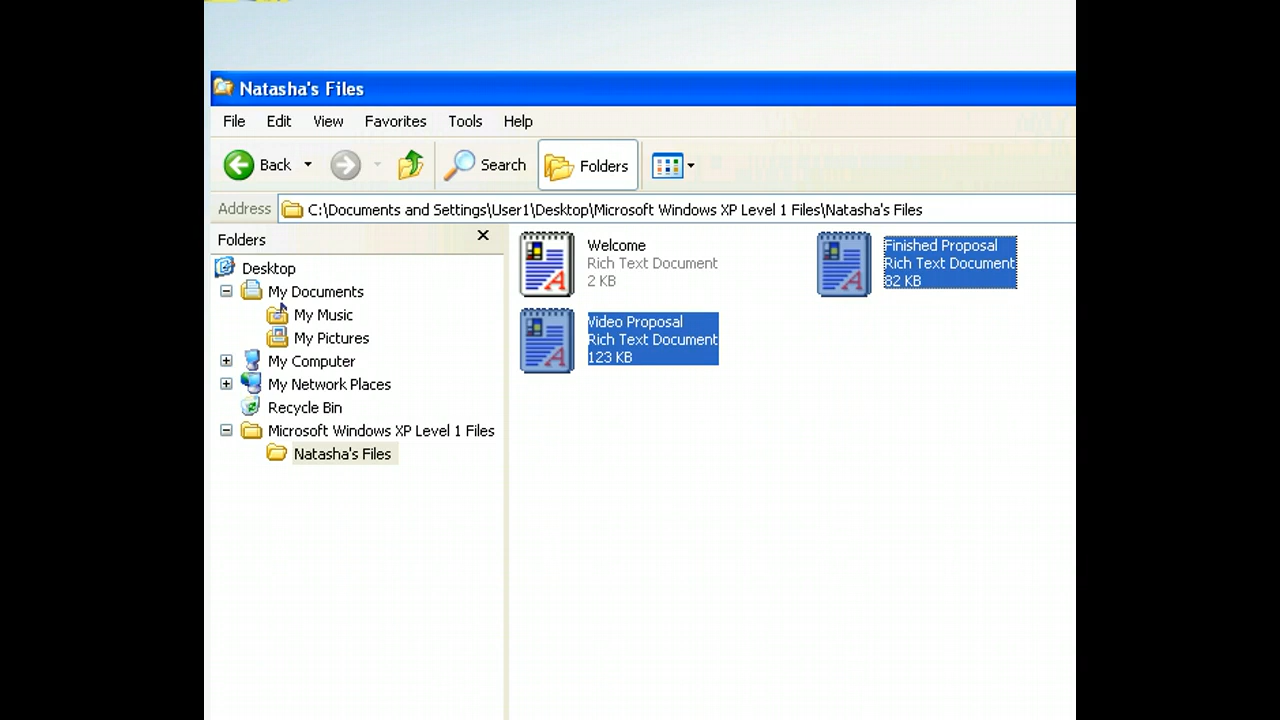 Natasha's Files
File Edit View Favorites Tools Help
Back Search Folders
Address C:\Documents and Settings\User1\Desktop\Microsoft Windows XP Level 1 Files\Natasha's Files
Folders
Desktop
My Documents
My Music
My Pictures
My Computer
My Network Places
Recycle Bin
Microsoft Windows XP Level 1 Files
Natasha's Files
Welcome
Rich Text Document
2 KB
Finished Proposal
Rich Text Document
82 KB
Video Proposal
Rich Text Document
123 KB